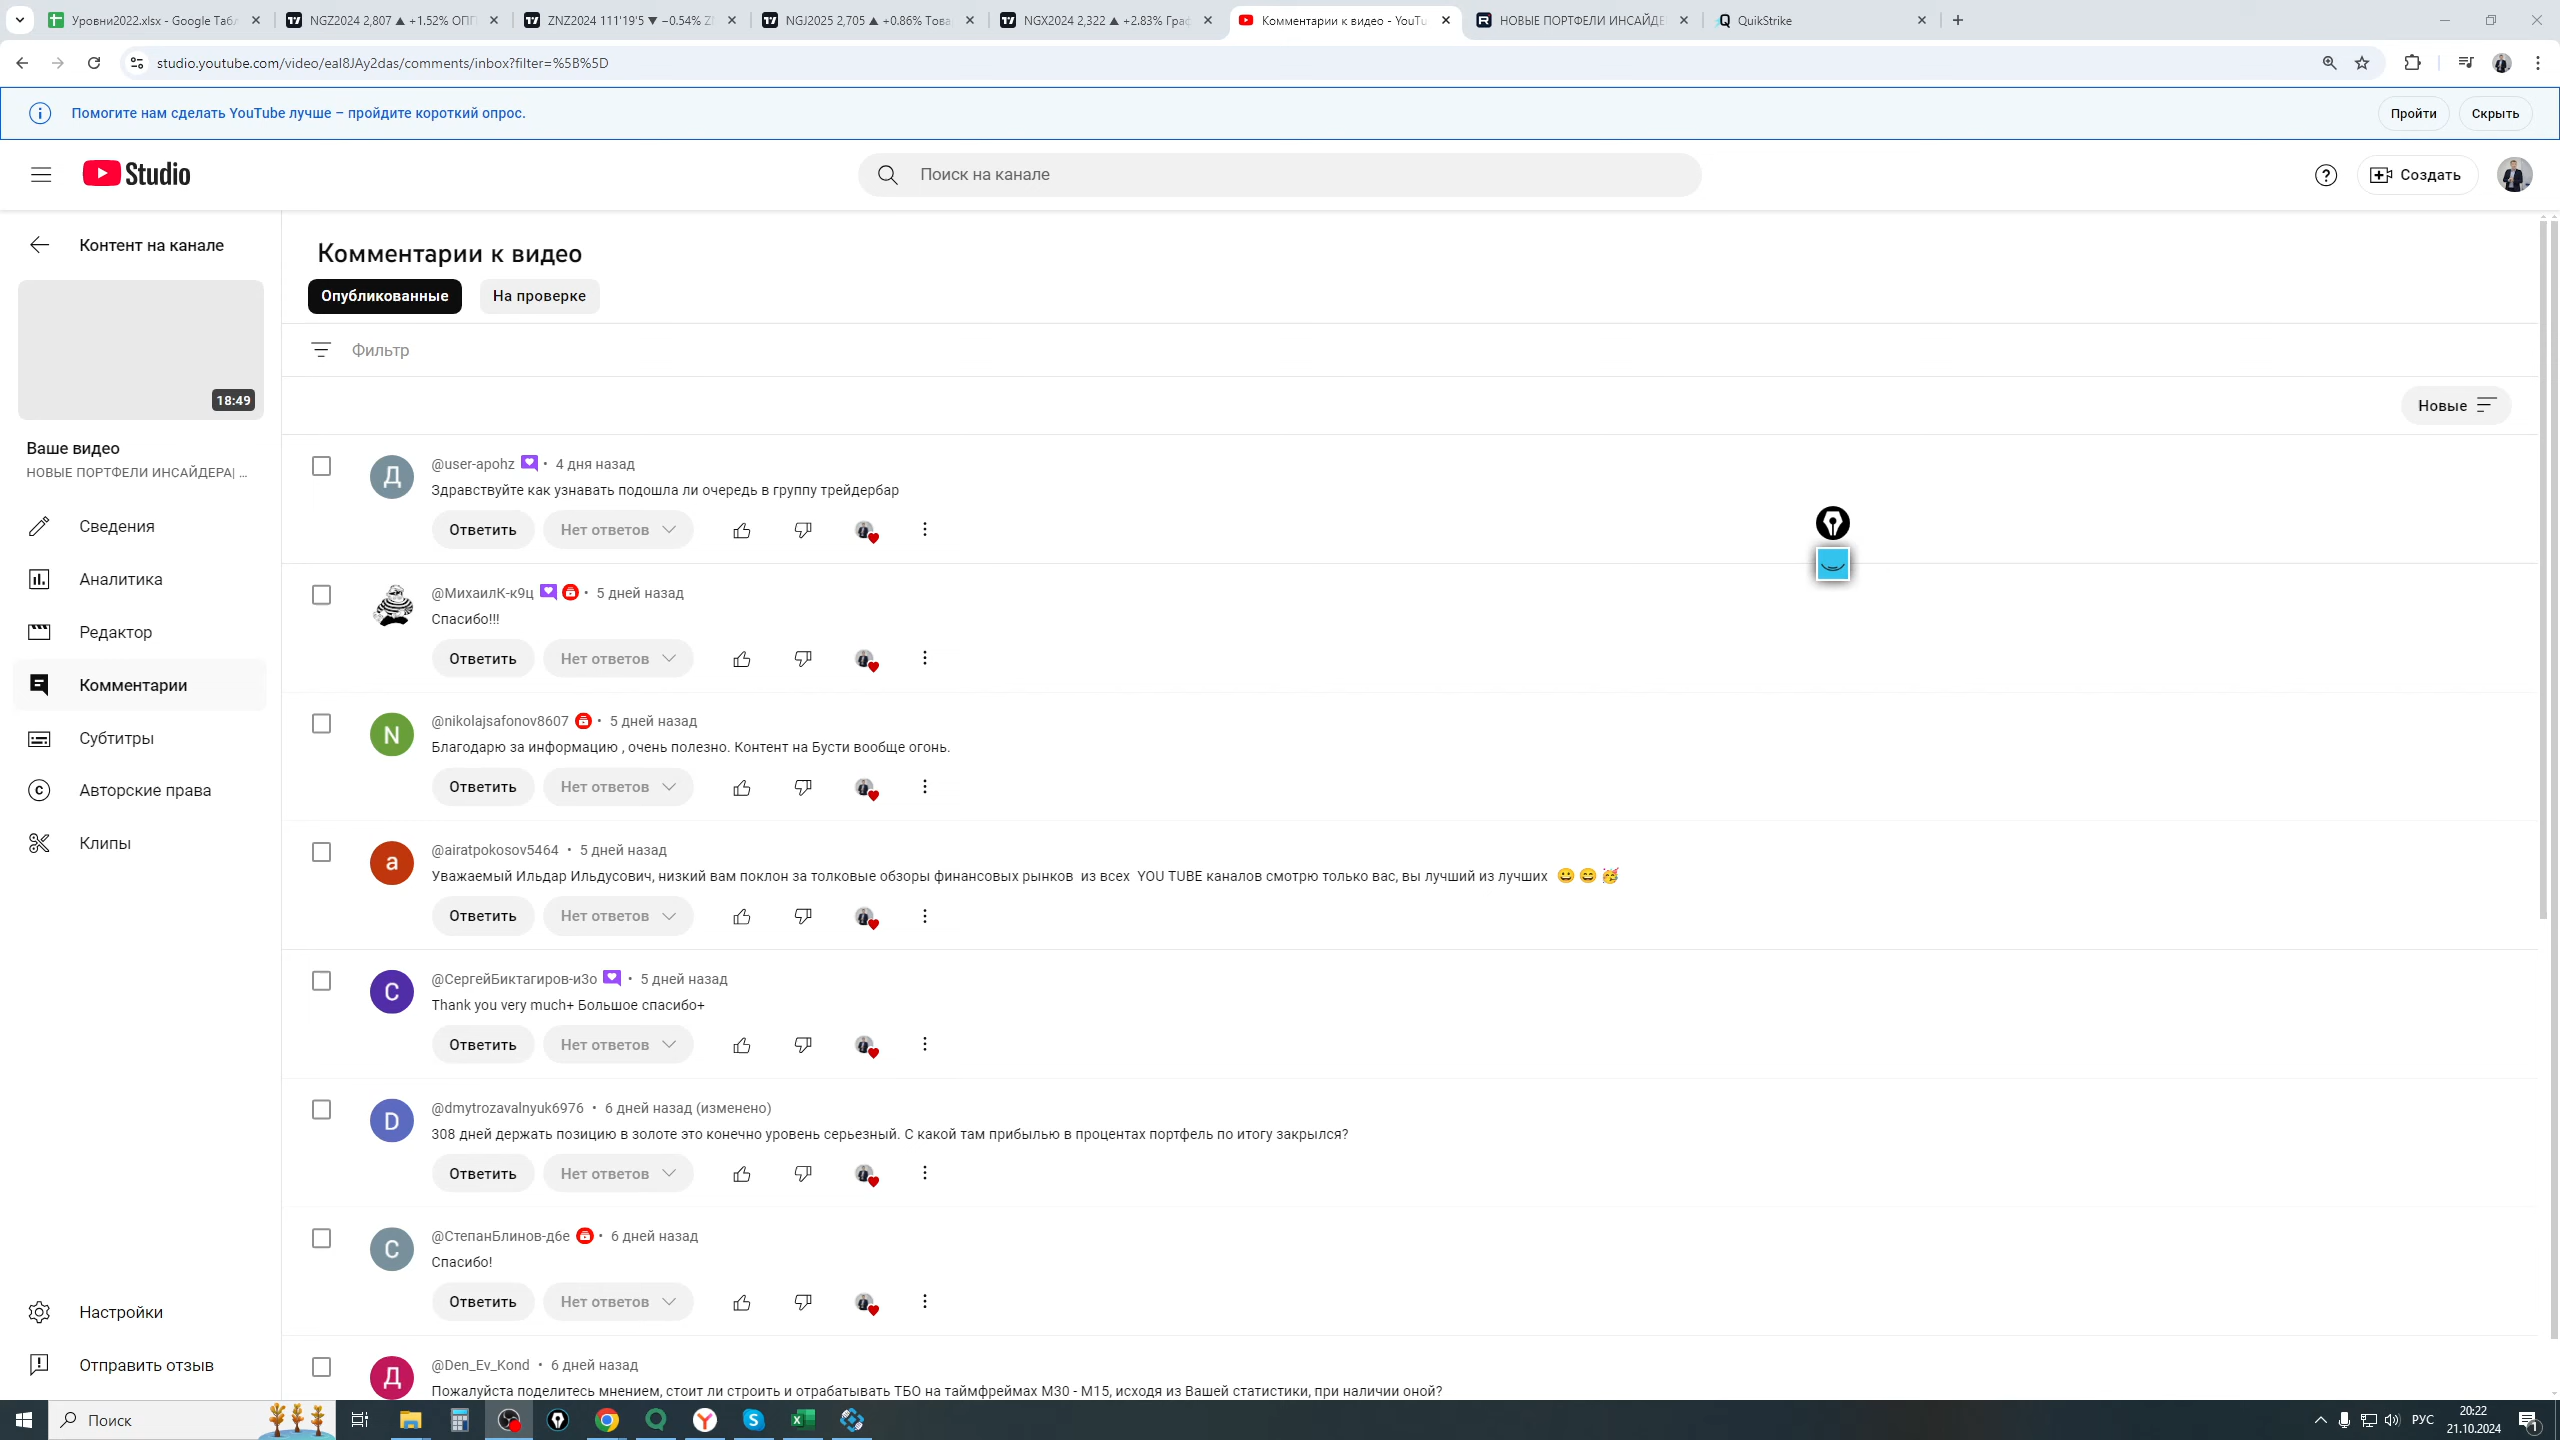 Уровни2022.xlsx - Google Табл
NGZ2024 2,807 ▲ +1.52% ОПГ
ZNZ2024 111'19'5 ▼ −0.54% Z
NGJ2025 2,705 ▲ +0.86% Това
NGX2024 2,322 ▲ +2.83% Граф
Комментарии к видео - YouTu
НОВЫЕ ПОРТФЕЛИ ИНСАЙДЕ
QuikStrike
studio.youtube.com/video/eal8JAy2das/comments/inbox?filter=%5B%5D
Помогите нам сделать YouTube лучше – пройдите короткий опрос.
Пройти
Скрыть
Studio
Поиск на канале
Создать
Контент на канале
18:49
Ваше видео
НОВЫЕ ПОРТФЕЛИ ИНСАЙДЕРА| ...
Сведения
Аналитика
Редактор
Комментарии
Субтитры
Авторские права
Клипы
Настройки
Отправить отзыв
Комментарии к видео
Опубликованные
На проверке
Фильтр
Новые
@user-apohz • 4 дня назад
Здравствуйте как узнавать подошла ли очередь в группу трейдербар
Ответить
Нет ответов
@МихаилК-к9ц • 5 дней назад
Спасибо!!!
Ответить
Нет ответов
@nikolajsafonov8607 • 5 дней назад
Благодарю за информацию , очень полезно. Контент на Бусти вообще огонь.
Ответить
Нет ответов
@airatpokosov5464 • 5 дней назад
Уважаемый Ильдар Ильдусович, низкий вам поклон за толковые обзоры финансовых рынков из всех YOU TUBE каналов смотрю только вас, вы лучший из лучших 😀 😄 🥳
Ответить
Нет ответов
@СергейБиктагиров-и3о • 5 дней назад
Thank you very much+ Большое спасибо+
Ответить
Нет ответов
@dmytrozavalnyuk6976 • 6 дней назад (изменено)
308 дней держать позицию в золоте это конечно уровень серьезный. С какой там прибылью в процентах портфель по итогу закрылся?
Ответить
Нет ответов
@СтепанБлинов-д6е • 6 дней назад
Спасибо!
Ответить
Нет ответов
@Den_Ev_Kond • 6 дней назад
Пожалуйста поделитесь мнением, стоит ли строить и отрабатывать ТБО на таймфреймах М30 - М15, исходя из Вашей статистики, при наличии оной?
Поиск
РУС
20:22
21.10.2024